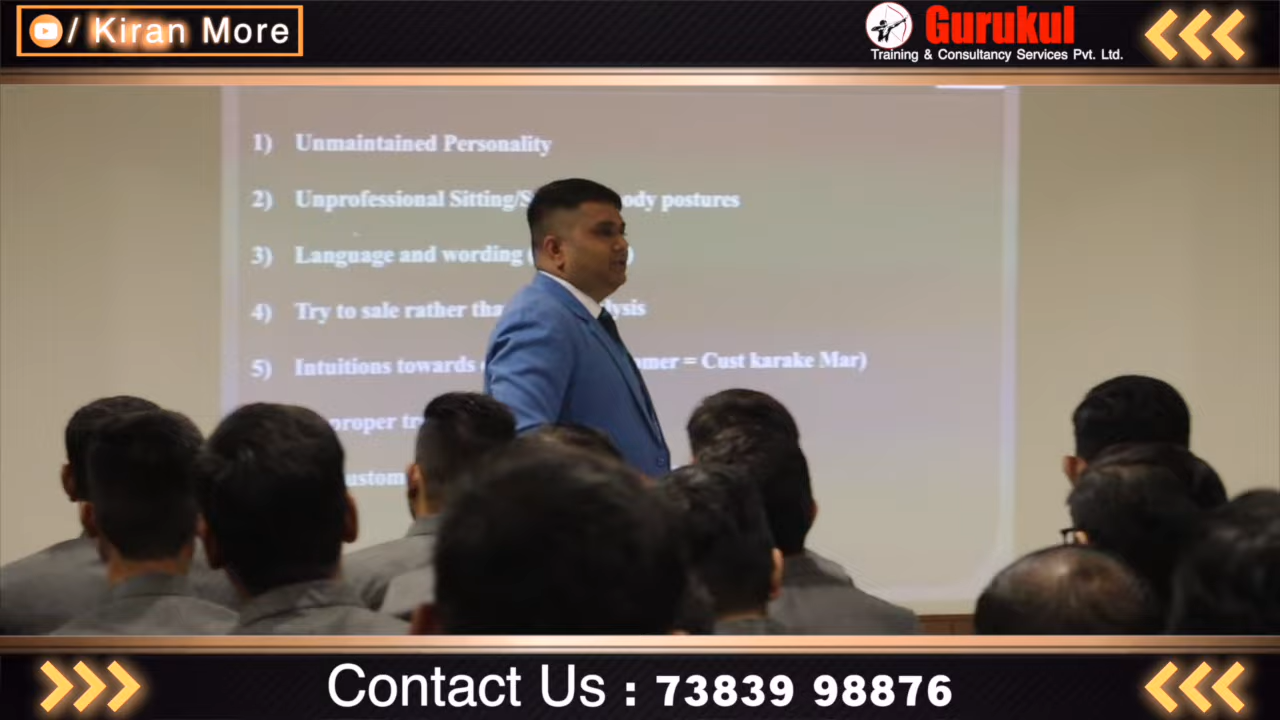 / Kiran More
Gurukul
Training & Consultancy Services Pvt. Ltd.
1) Unmaintained Personality
2) Unprofessional Sitting/S ody postures
3) Language and wording (
4) Try to sale rather tha lysis
5) Intuitions towards mer = Cust karake Mar)
proper tr
ustom
Contact Us : 73839 98876